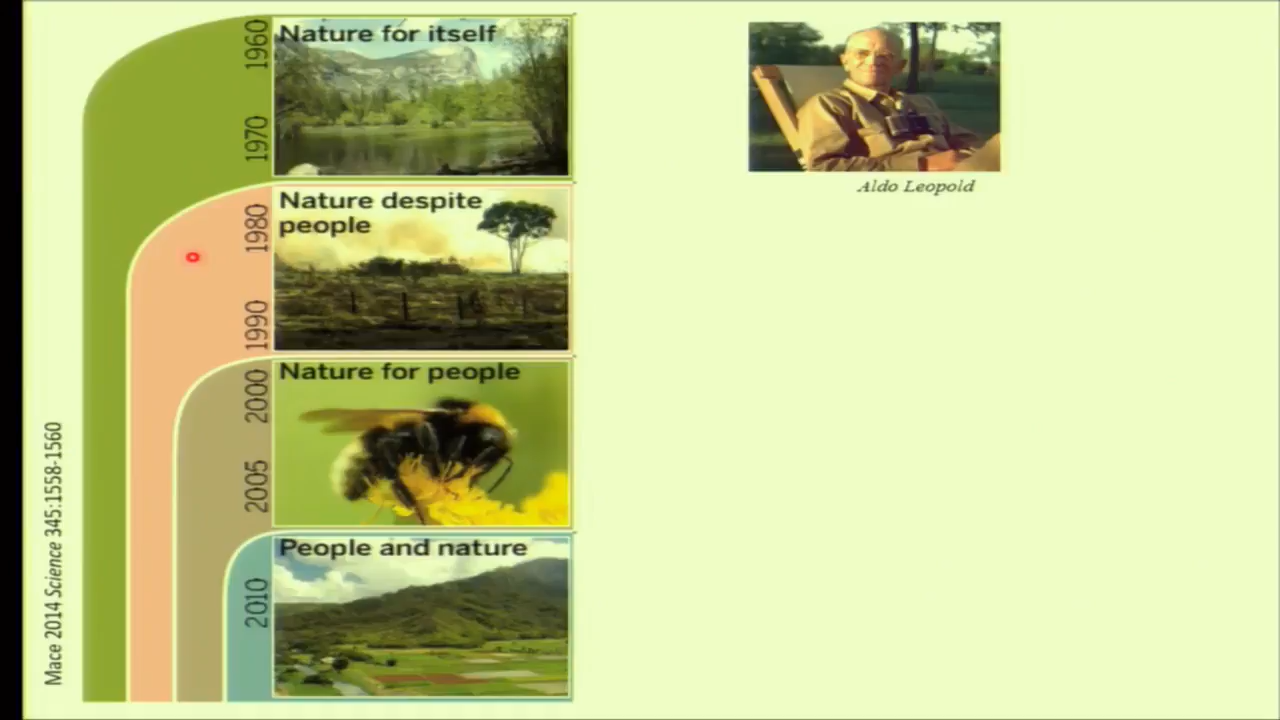 1960
Nature for itself
1970
Nature despite
people
1980
1990
Nature for people
2000
2005
People and nature
2010
Mace 2014 Science 345:1558-1560
Aldo Leopold